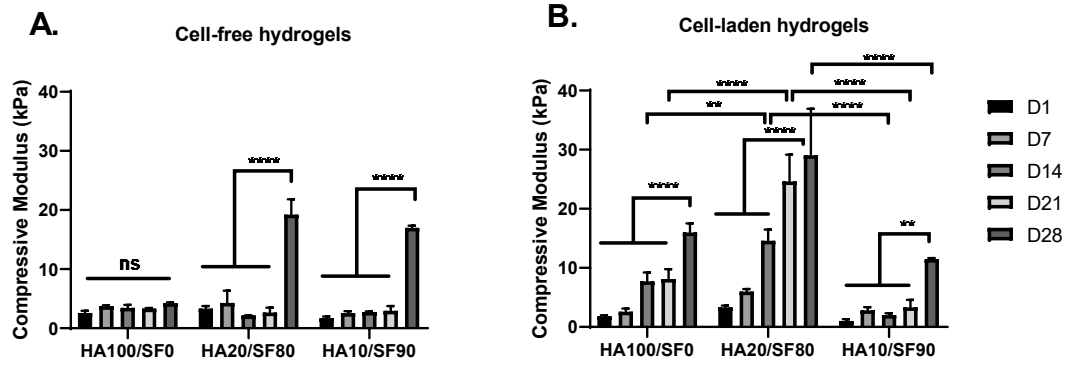 A.
Cell-free hydrogels
Compressive Modulus (kPa)
40
30
20
10
0
ns
****
****
HA100/SF0
HA20/SF80
HA10/SF90
B.
Cell-laden hydrogels
Compressive Modulus (kPa)
40
30
20
10
0
****
****
****
**
****
****
****
**
HA100/SF0
HA20/SF80
HA10/SF90
D1
D7
D14
D21
D28